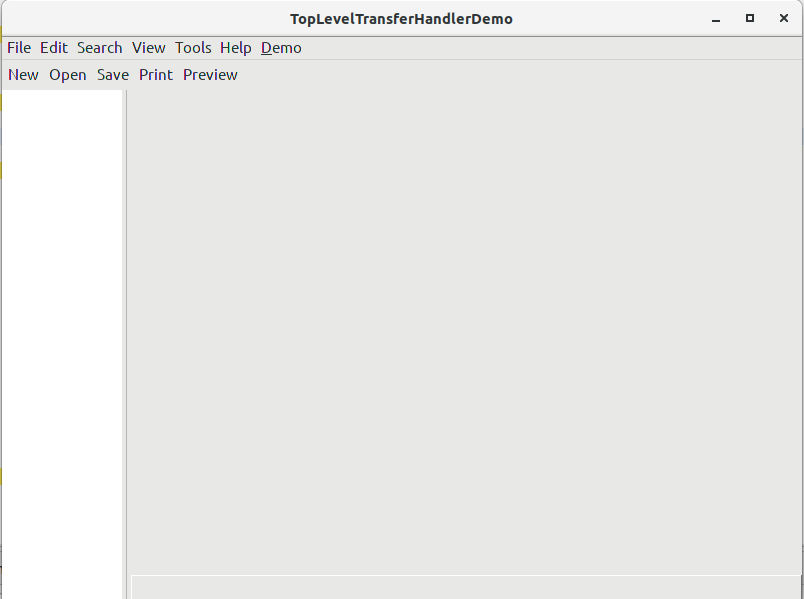 TopLevelTransferHandlerDemo
File Edit Search View Tools Help Demo
New Open Save Print Preview